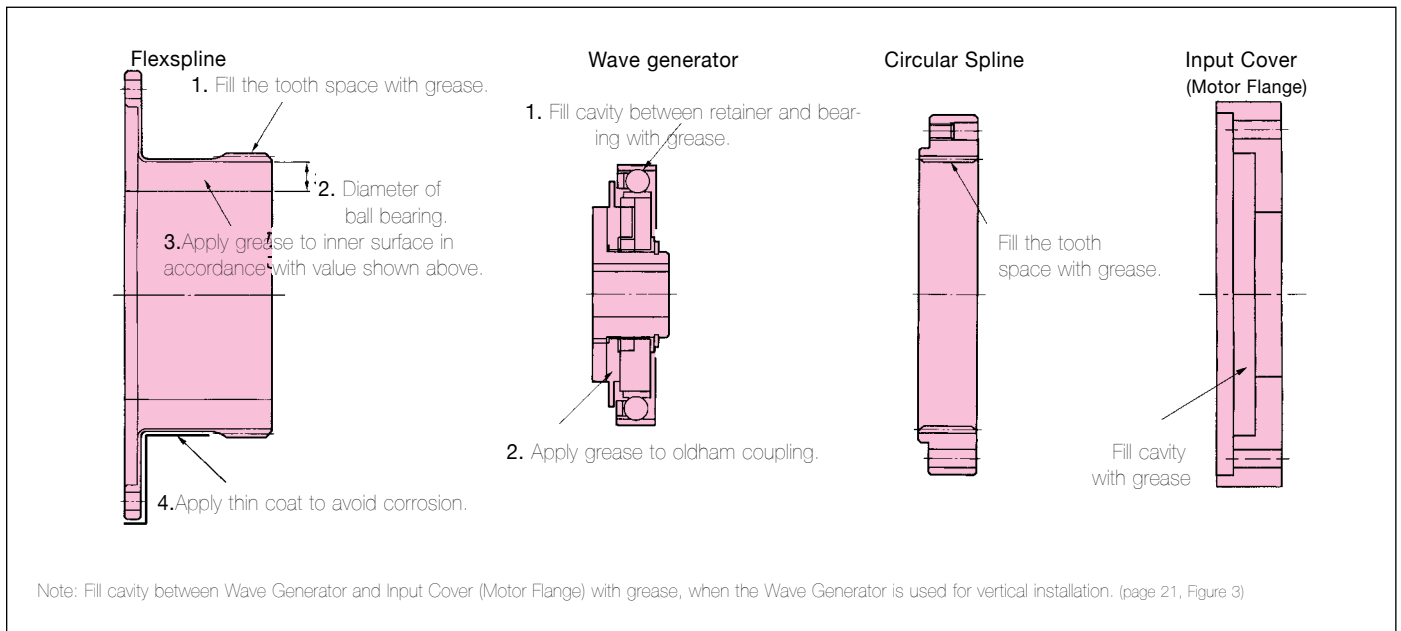 Flexspline
1. Fill the tooth space with grease.
2. Diameter of
ball bearing.
3.Apply grease to inner surface in
accordance with value shown above.
4.Apply thin coat to avoid corrosion.
Wave generator
1. Fill cavity between retainer and bear-
ing with grease.
2. Apply grease to oldham coupling.
Circular Spline
Fill the tooth
space with grease.
Input Cover
(Motor Flange)
Fill cavity
with grease
Note: Fill cavity between Wave Generator and Input Cover (Motor Flange) with grease, when the Wave Generator is used for vertical installation. (page 21, Figure 3)